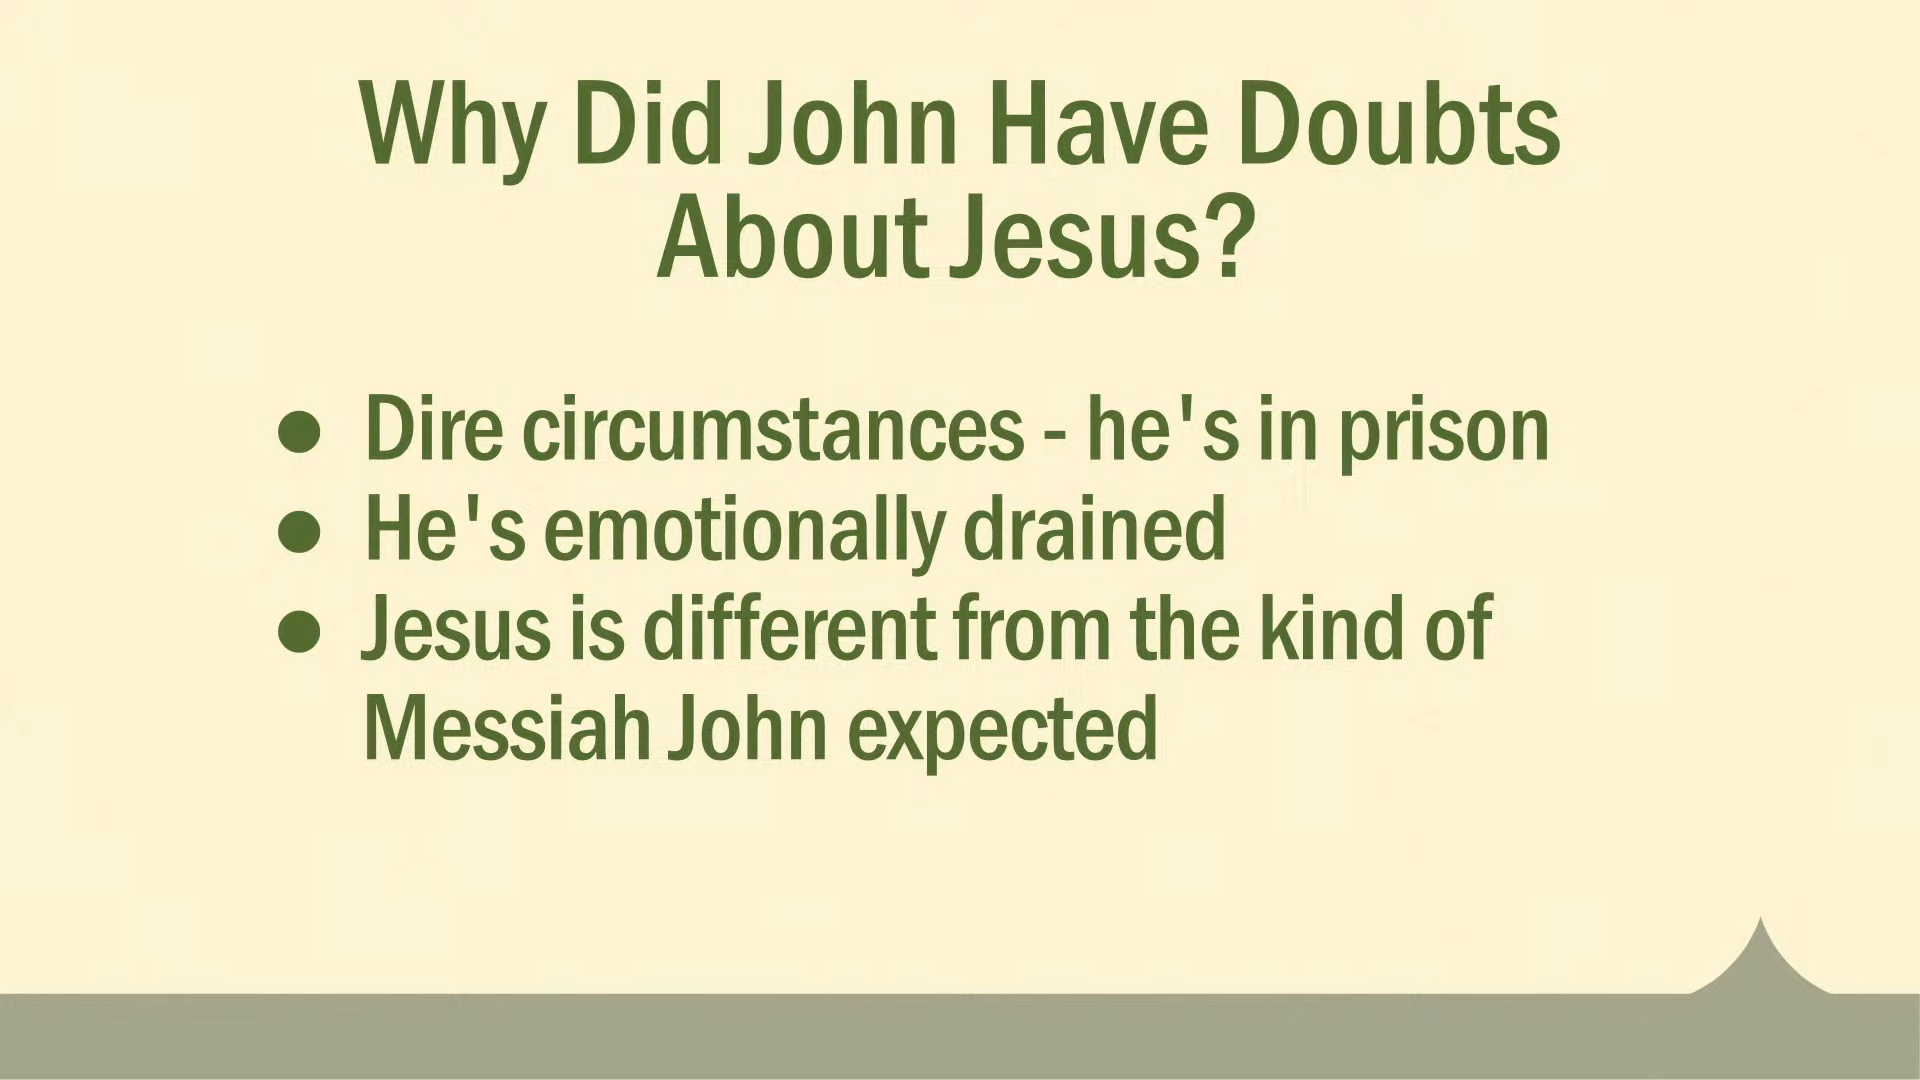 Why Did John Have Doubts
About Jesus?
● Dire circumstances - he's in prison
● He's emotionally drained
● Jesus is different from the kind of
Messiah John expected